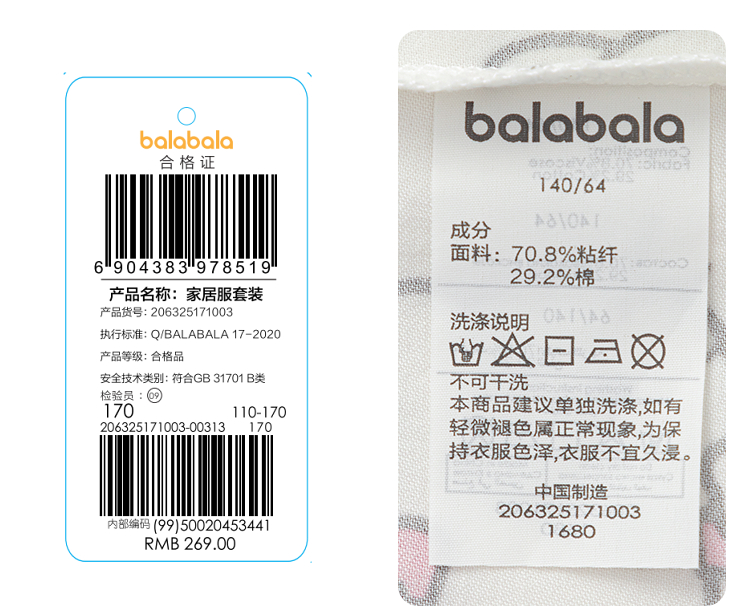 balabala
合格证
6 904383 978519
产品名称：家居服套装
产品货号：206325171003
执行标准：Q/BALABALA 17-2020
产品等级：合格品
安全技术类别：符合GB 31701 B类
检验员：09
170 110-170
206325171003-00313 170
内部编码 (99)50020453441
RMB 269.00
balabala
140/64
成分
面料：70.8%粘纤
29.2%棉
洗涤说明
不可干洗
本商品建议单独洗涤,如有
轻微褪色属正常现象,为保
持衣服色泽,衣服不宜久浸。
中国制造
206325171003
1680